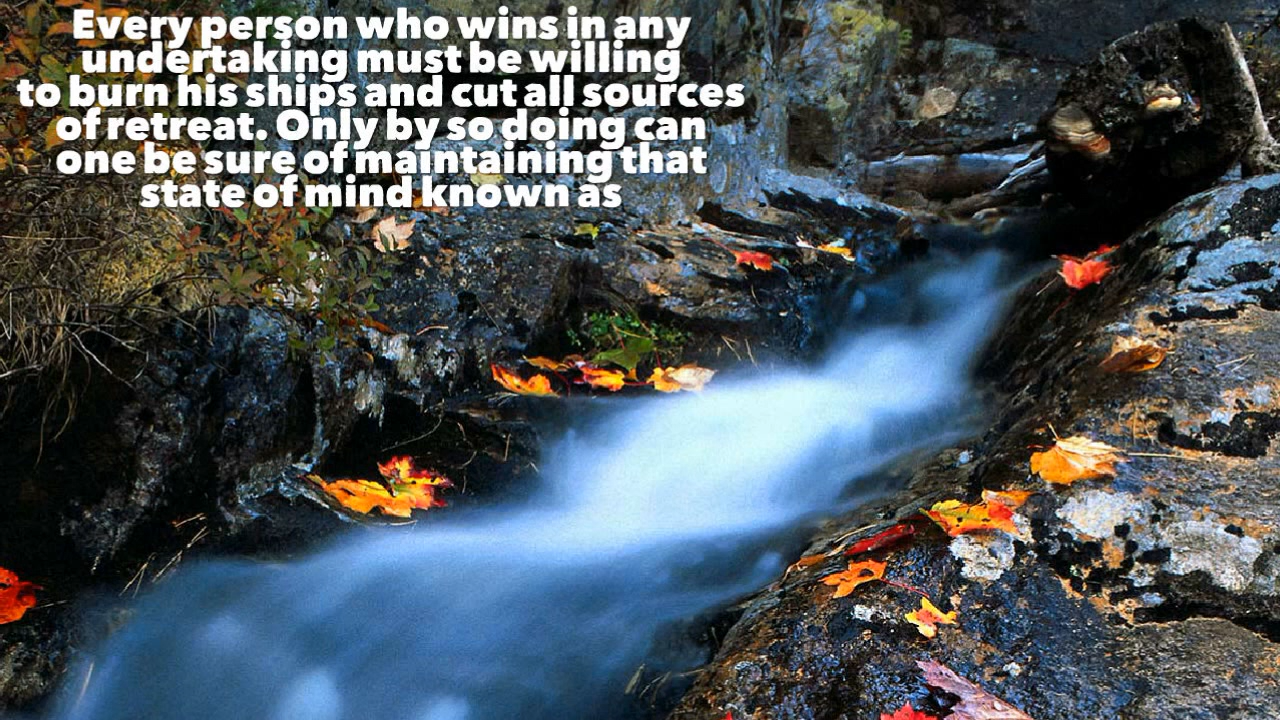 Every person who wins in any
undertaking must be willing
to burn his ships and cut all sources
of retreat. Only by so doing can
one be sure of maintaining that
state of mind known as